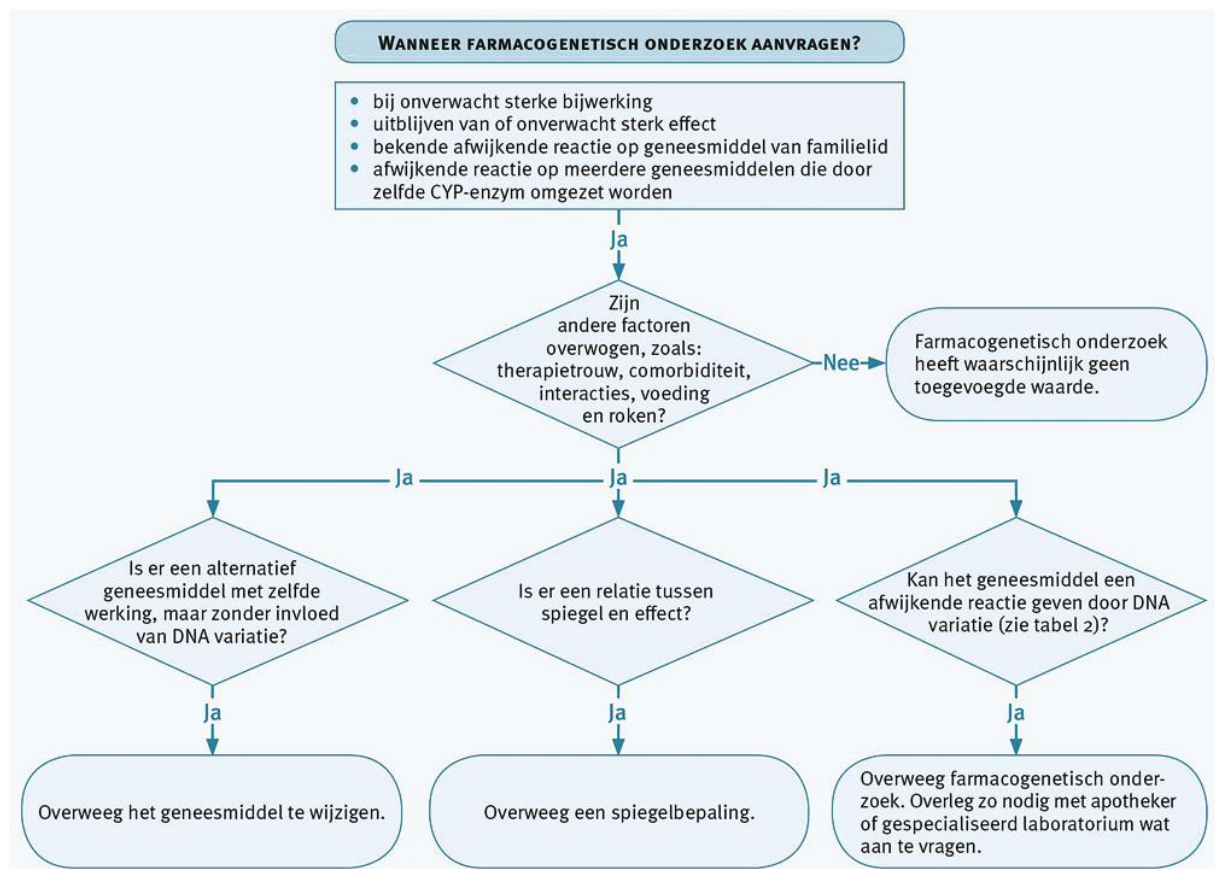 WANNEER FARMACOGENETISCH ONDERZOEK AANVRAGEN?
• bij onverwacht sterke bijwerking
• uitblijven van of onverwacht sterk effect
• bekende afwijkende reactie op geneesmiddel van familielid
• afwijkende reactie op meerdere geneesmiddelen die door
zelfde CYP-enzym omgezet worden
Ja
Zijn
andere factoren
overwogen, zoals:
therapietrouw, comorbiditeit,
interacties, voeding
en roken?
Nee
Farmacogenetisch onderzoek
heeft waarschijnlijk geen
toegevoegde waarde.
Ja
Ja
Ja
Is er een alternatief
geneesmiddel met zelfde
werking, maar zonder invloed
van DNA variatie?
Is er een relatie tussen
spiegel en effect?
Kan het geneesmiddel een
afwijkende reactie geven door DNA
variatie (zie tabel 2)?
Ja
Ja
Ja
Overweeg het geneesmiddel te wijzigen.
Overweeg een spiegelbepaling.
Overweeg farmacogenetisch onder-
zoek. Overleg zo nodig met apotheker
of gespecialiseerd laboratorium wat
aan te vragen.